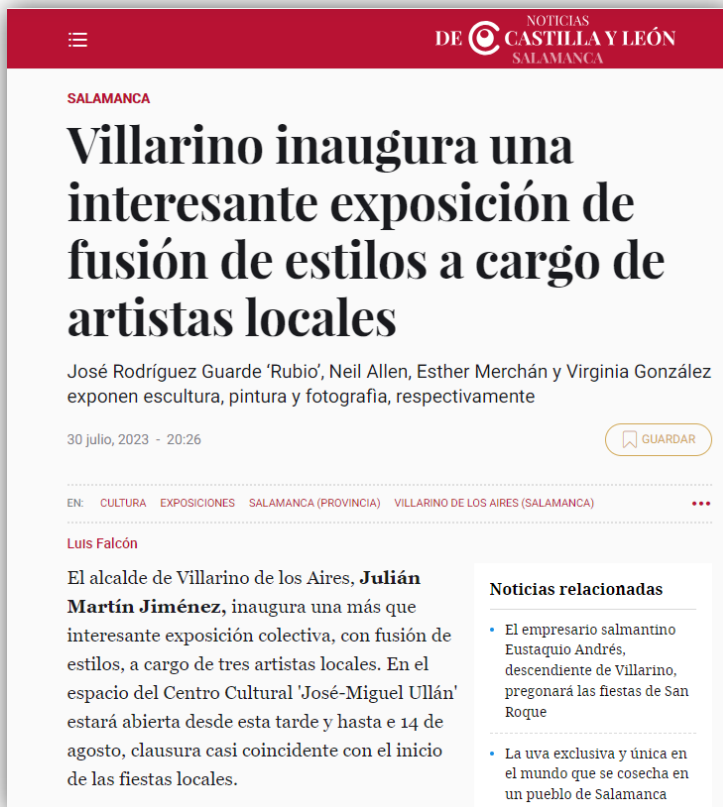 NOTICIAS
DE CASTILLA Y LEÓN
SALAMANCA
SALAMANCA
Villarino inaugura una
interesante exposición de
fusión de estilos a cargo de
artistas locales
José Rodríguez Guarde ‘Rubio’, Neil Allen, Esther Merchán y Virginia González
exponen escultura, pintura y fotografia, respectivamente
30 julio, 2023 - 20:26
GUARDAR
EN: CULTURA EXPOSICIONES SALAMANCA (PROVINCIA) VILLARINO DE LOS AIRES (SALAMANCA)
Luis Falcón
El alcalde de Villarino de los Aires, Julián
Martín Jiménez, inaugura una más que
interesante exposición colectiva, con fusión de
estilos, a cargo de tres artistas locales. En el
espacio del Centro Cultural 'José-Miguel Ullán'
estará abierta desde esta tarde y hasta e 14 de
agosto, clausura casi coincidente con el inicio
de las fiestas locales.
Noticias relacionadas
• El empresario salmantino
Eustaquio Andrés,
descendiente de Villarino,
pregonará las fiestas de San
Roque
• La uva exclusiva y única en
el mundo que se cosecha en
un pueblo de Salamanca